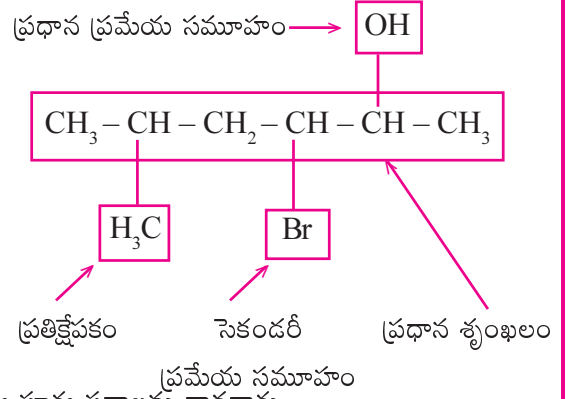 ప్రధాన ప్రమేయ సమూహం
OH
CH₃ – CH – CH₂ – CH – CH – CH₃
H₃C
Br
ప్రతిక్షేపకం
సెకండరీ
ప్రధాన శృంఖలం
ప్రమేయ సమూహం